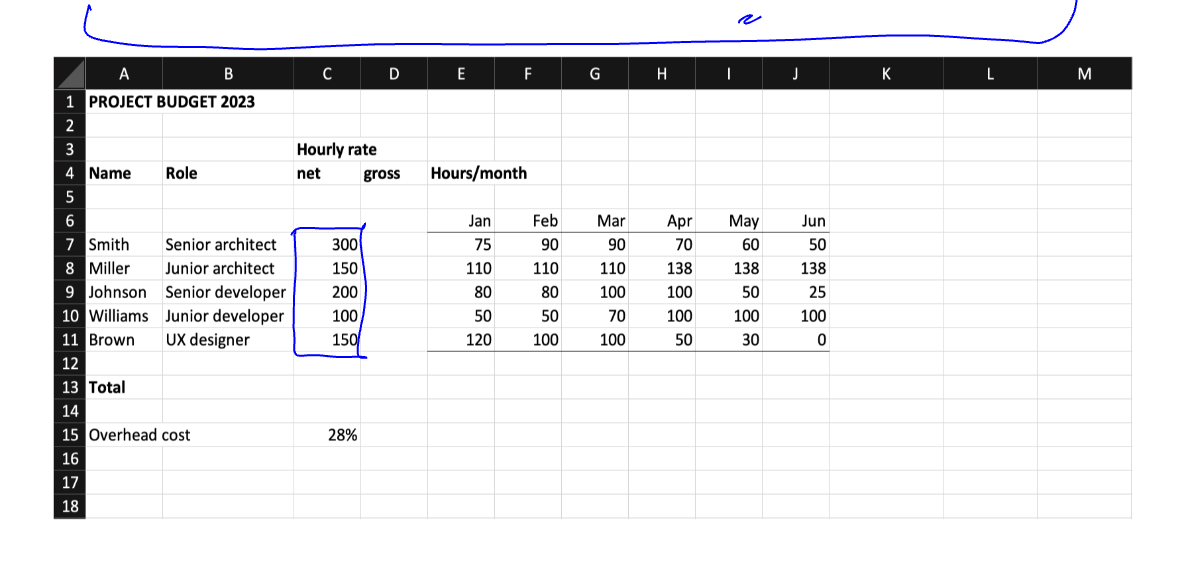 A B C D E F G H I J K L M
1 PROJECT BUDGET 2023
2
3 Hourly rate
4 Name Role net gross Hours/month
5
6 Jan Feb Mar Apr May Jun
7 Smith Senior architect 300 75 90 90 70 60 50
8 Miller Junior architect 150 110 110 110 138 138 138
9 Johnson Senior developer 200 80 80 100 100 50 25
10 Williams Junior developer 100 50 50 70 100 100 100
11 Brown UX designer 150 120 100 100 50 30 0
12
13 Total
14
15 Overhead cost 28%
16
17
18